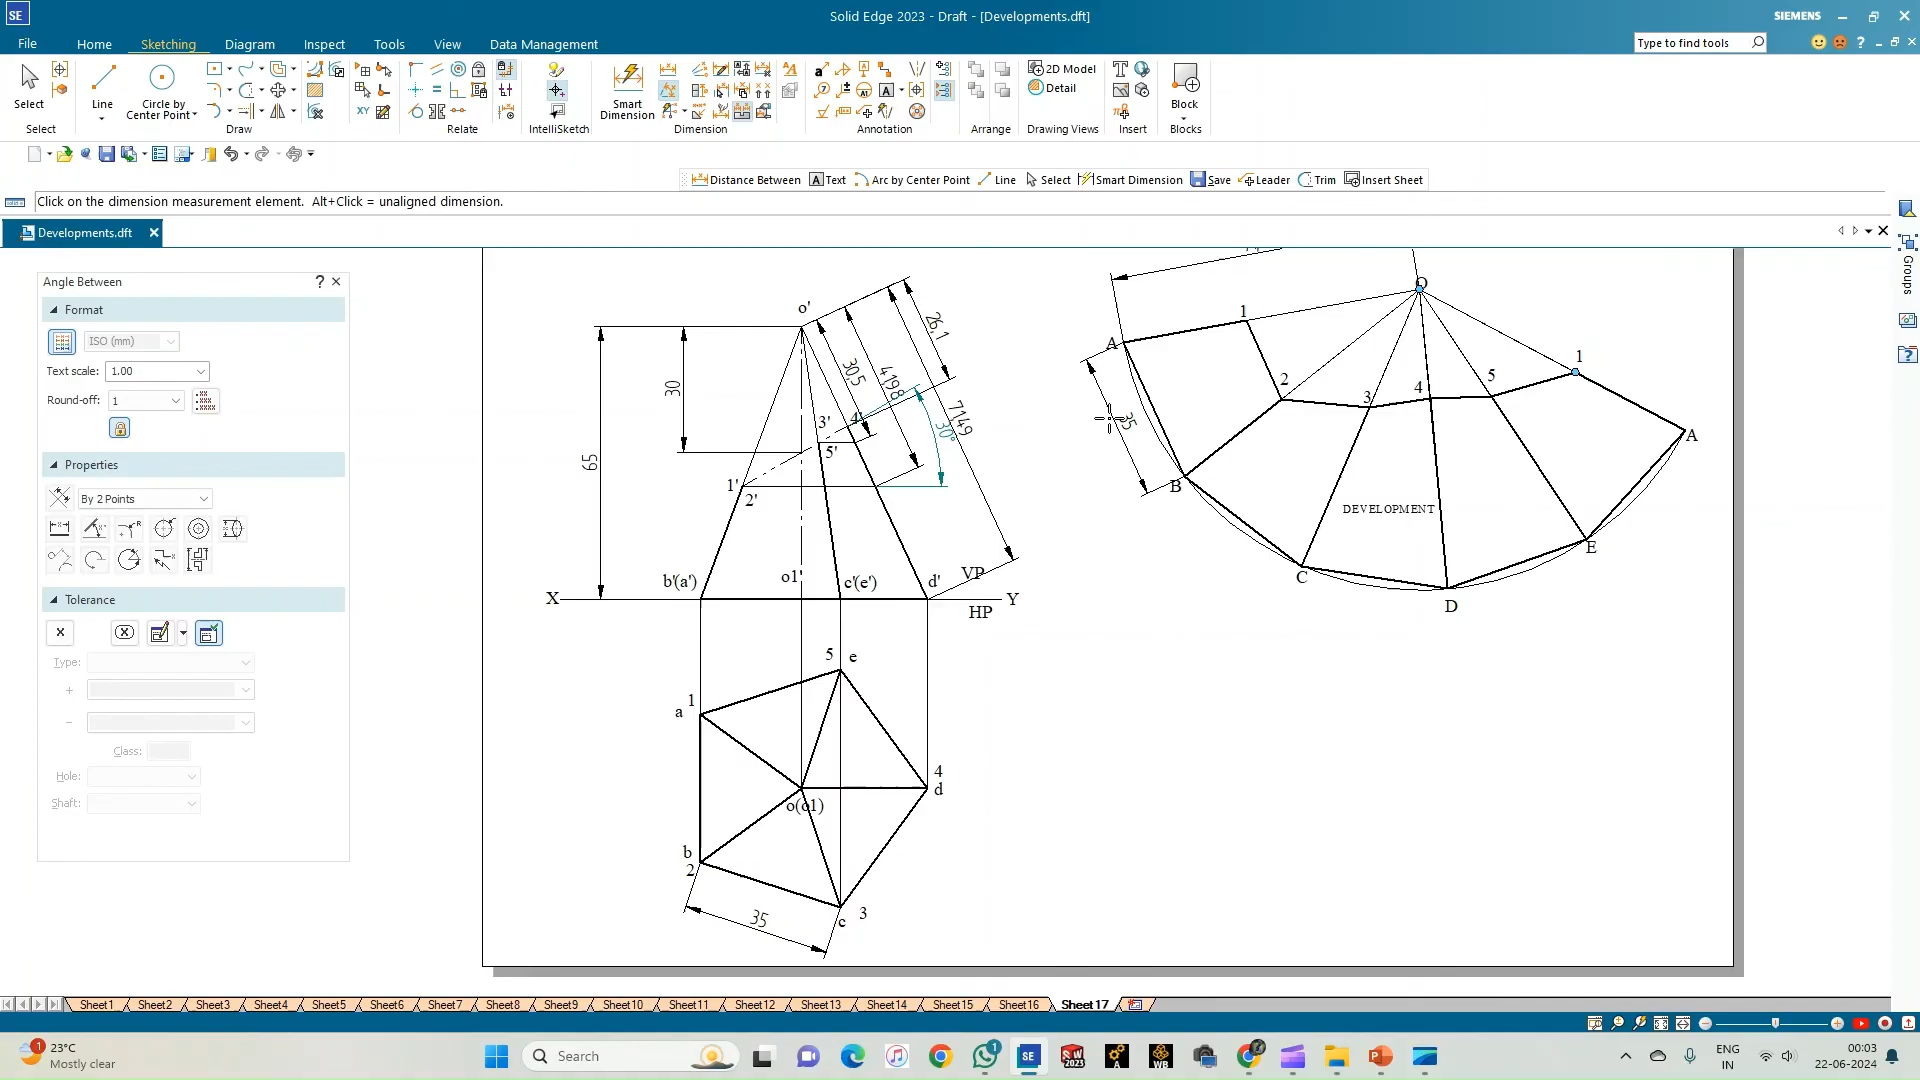 SE
Solid Edge 2023 - Draft - [Developments.dft]
SIEMENS
File Home Sketching Diagram Inspect Tools View Data Management
Type to find tools
Select
Line
Circle by
Center Point
Smart
Dimension
2D Model
Detail
Block
Select Draw Relate IntelliSketch Dimension Annotation Arrange Drawing Views Insert Blocks
Distance Between Text Arc by Center Point Line Select Smart Dimension Save Leader Trim Insert Sheet
Click on the dimension measurement element. Alt+Click = unaligned dimension.
Developments.dft
Groups
Angle Between
Format
ISO (mm)
Text scale: 1.00
Round-off: 1
Properties
By 2 Points
Tolerance
Type:
+
−
Class:
Hole:
Shaft:
o'
26,1
30
30,5
41,98
71,49
30°
3'
4'
5'
65
1'
2'
b'(a')
o1'
c'(e')
d'
VP
X
Y
HP
5 e
1
a
4
d
o(o1)
b
2
c 3
35
O
1
A
1
2
3
4
5
35
A
B
DEVELOPMENT
E
C
D
Sheet1 Sheet2 Sheet3 Sheet4 Sheet5 Sheet6 Sheet7 Sheet8 Sheet9 Sheet10 Sheet11 Sheet12 Sheet13 Sheet14 Sheet15 Sheet16 Sheet17
1
23°C
Mostly clear
Search
1
SE
2023
A
WB
ENG
IN
00:03
22-06-2024